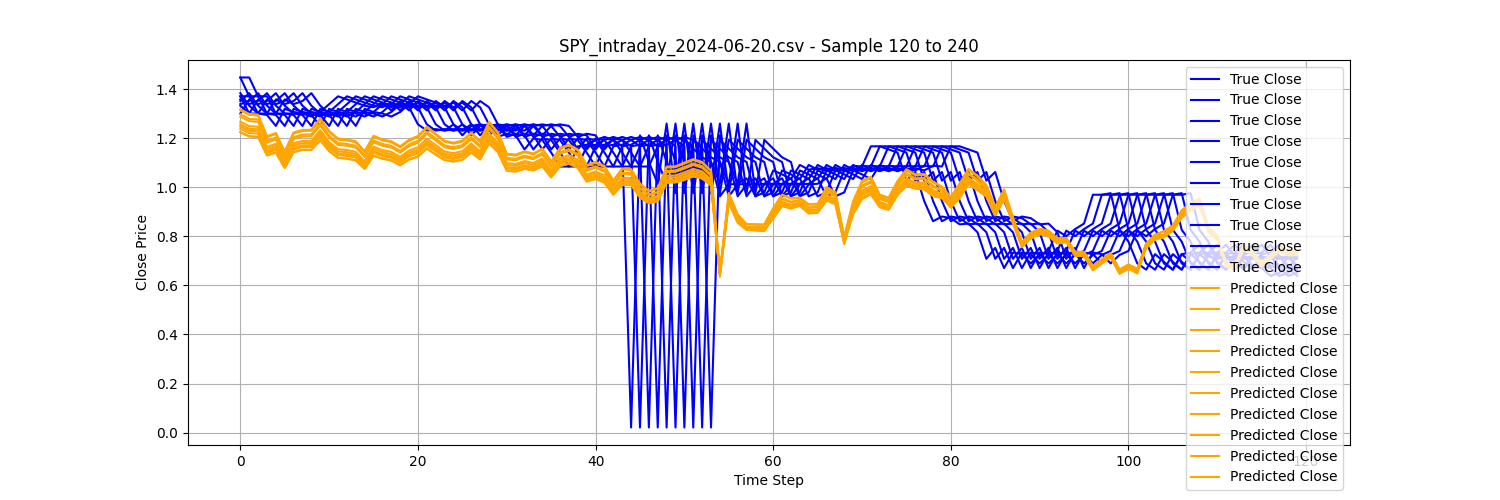 SPY_intraday_2024-06-20.csv - Sample 120 to 240
Close Price
1.4
1.2
1.0
0.8
0.6
0.4
0.2
0.0
True Close
True Close
True Close
True Close
True Close
True Close
True Close
True Close
True Close
True Close
Predicted Close
Predicted Close
Predicted Close
Predicted Close
Predicted Close
Predicted Close
Predicted Close
Predicted Close
Predicted Close
Predicted Close
0 20 40 60 80 100 120
Time Step